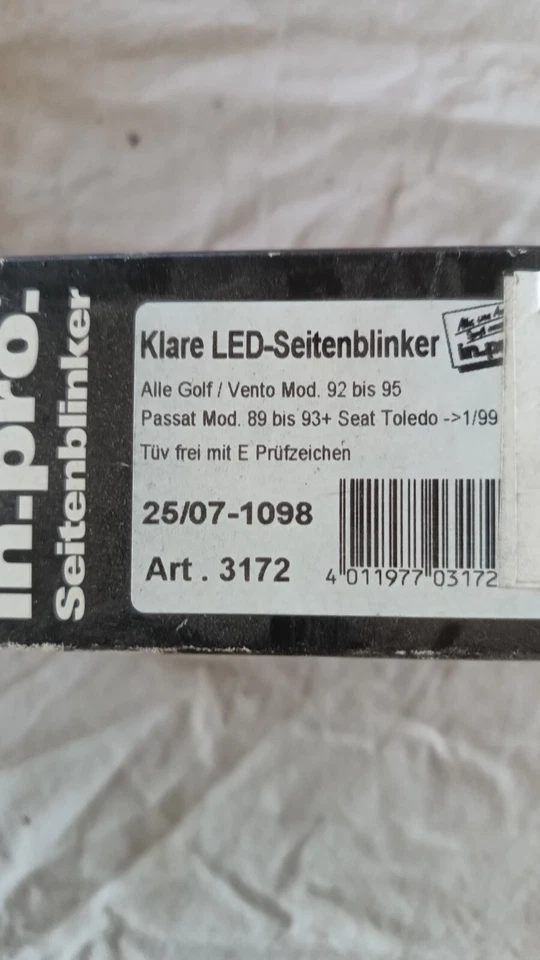 in.pro.
Seitenblinker
Klare LED-Seitenblinker
Alle Golf / Vento Mod. 92 bis 95
Passat Mod. 89 bis 93+ Seat Toledo ->1/99
Tüv frei mit E Prüfzeichen
25/07-1098
Art . 3172
4 011977 03172